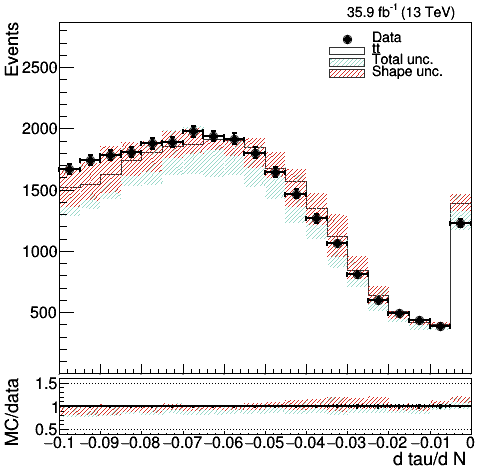 35.9 fb⁻¹ (13 TeV)
Events
Data
tt̅
Total unc.
Shape unc.
2500
2000
1500
1000
500
MC/data
1.5
1
0.5
−0.1 −0.09 −0.08 −0.07 −0.06 −0.05 −0.04 −0.03 −0.02 −0.01 0
d tau/d N